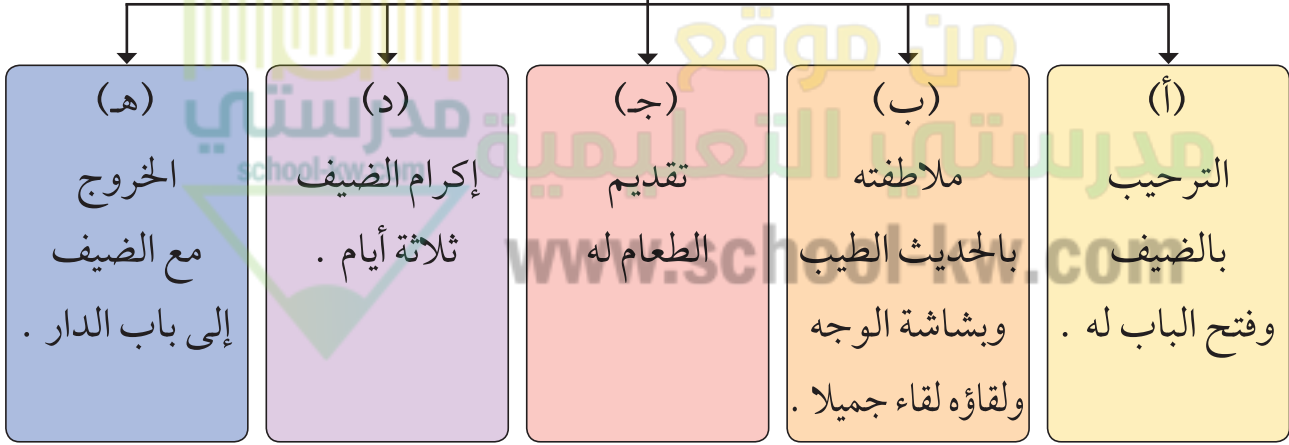 من موقع
مدرستي التعليمية
www.school-kw.com
مدرستي
school-kw.com
(أ)
الترحيب
بالضيف
وفتح الباب له .
(ب)
ملاطفته
بالحديث الطيب
وبشاشة الوجه
ولقاؤه لقاء جميلا .
(جـ)
تقديم
الطعام له
(د)
إكرام الضيف
ثلاثة أيام .
(هـ)
الخروج
مع الضيف
إلى باب الدار .